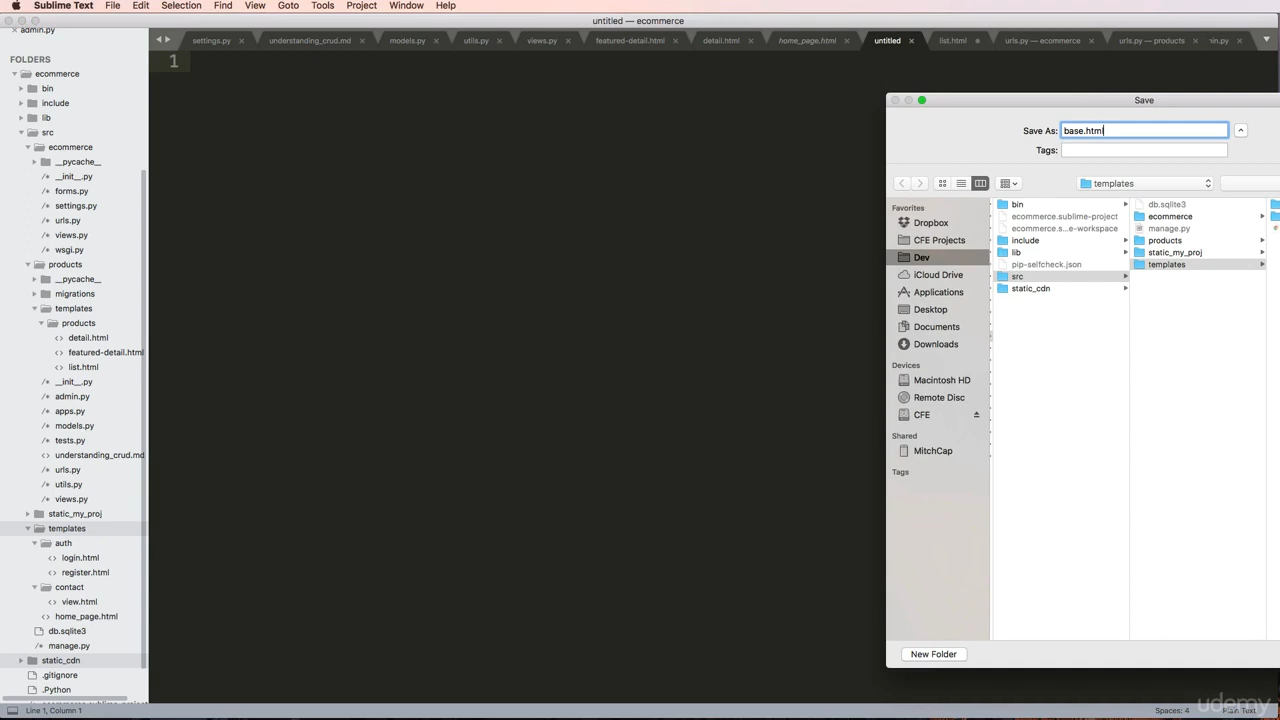 Sublime Text File Edit Selection Find View Goto Tools Project Window Help
untitled — ecommerce
admin.py
settings.py understanding_crud.md models.py utils.py views.py featured-detail.html detail.html home_page.html untitled list.html urls.py — ecommerce urls.py — products
FOLDERS
ecommerce
bin
include
lib
src
ecommerce
__pycache__
__init__.py
forms.py
settings.py
urls.py
views.py
wsgi.py
products
__pycache__
migrations
templates
products
detail.html
featured-detail.html
list.html
__init__.py
admin.py
apps.py
models.py
tests.py
understanding_crud.md
urls.py
utils.py
views.py
static_my_proj
templates
auth
login.html
register.html
contact
view.html
home_page.html
db.sqlite3
manage.py
static_cdn
.gitignore
.Python
1
Save
Save As: base.html
Tags:
templates
Favorites
Dropbox
CFE Projects
Dev
iCloud Drive
Applications
Desktop
Documents
Downloads
Devices
Macintosh HD
Remote Disc
CFE
Shared
MitchCap
Tags
bin
ecommerce.sublime-project
ecommerce.s...e-workspace
include
lib
pip-selfcheck.json
src
static_cdn
db.sqlite3
ecommerce
manage.py
products
static_my_proj
templates
New Folder
Line 1, Column 1
Spaces: 4
Plain Text
udemy